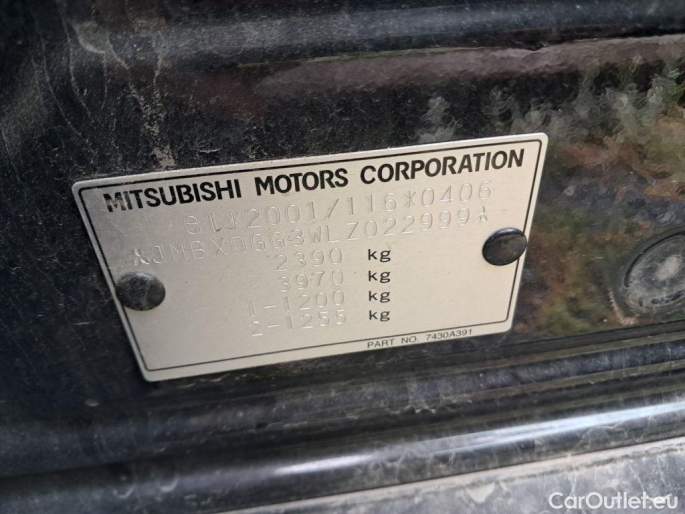 MITSUBISHI MOTORS CORPORATION
e1*2001/116*0406
*JMBXDGG3WLZ022999*
2390 kg
3970 kg
1-1200 kg
2-1255 kg
PART NO. 7430A391
CarOutlet.eu